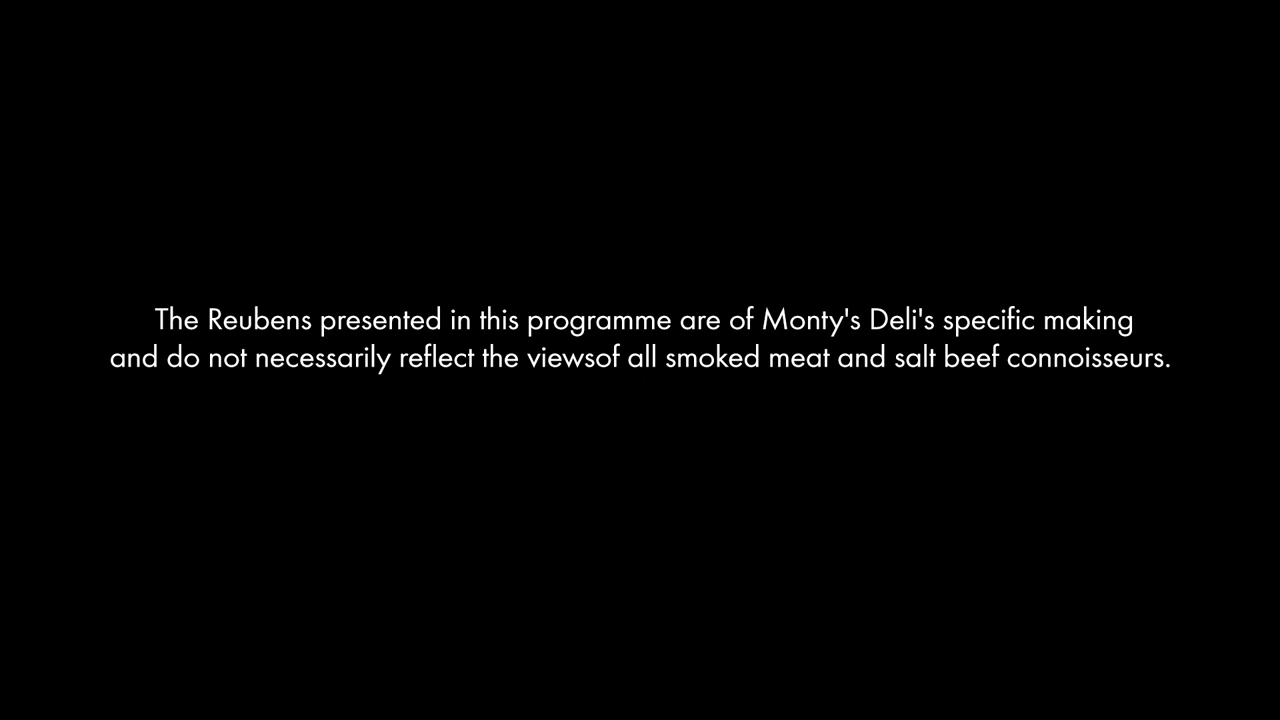 The Reubens presented in this programme are of Monty's Deli's specific making
and do not necessarily reflect the viewsof all smoked meat and salt beef connoisseurs.